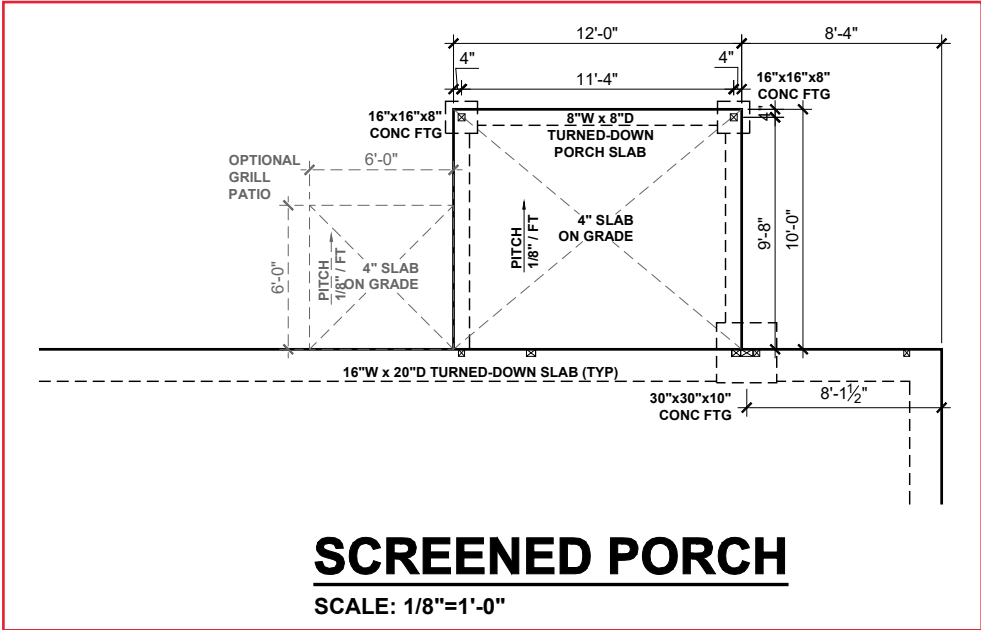 12'-0"
8'-4"
4"
4"
11'-4"
16"x16"x8"
CONC FTG
16"x16"x8"
CONC FTG
8"W x 8"D
TURNED-DOWN
PORCH SLAB
4"
OPTIONAL
GRILL
PATIO
6'-0"
PITCH
1/8" / FT
4" SLAB
ON GRADE
9'-8"
10'-0"
6'-0"
PITCH
1/8" / FT
4" SLAB
ON GRADE
16"W x 20"D TURNED-DOWN SLAB (TYP)
30"x30"x10"
CONC FTG
8'-1½"
SCREENED PORCH
SCALE: 1/8"=1'-0"